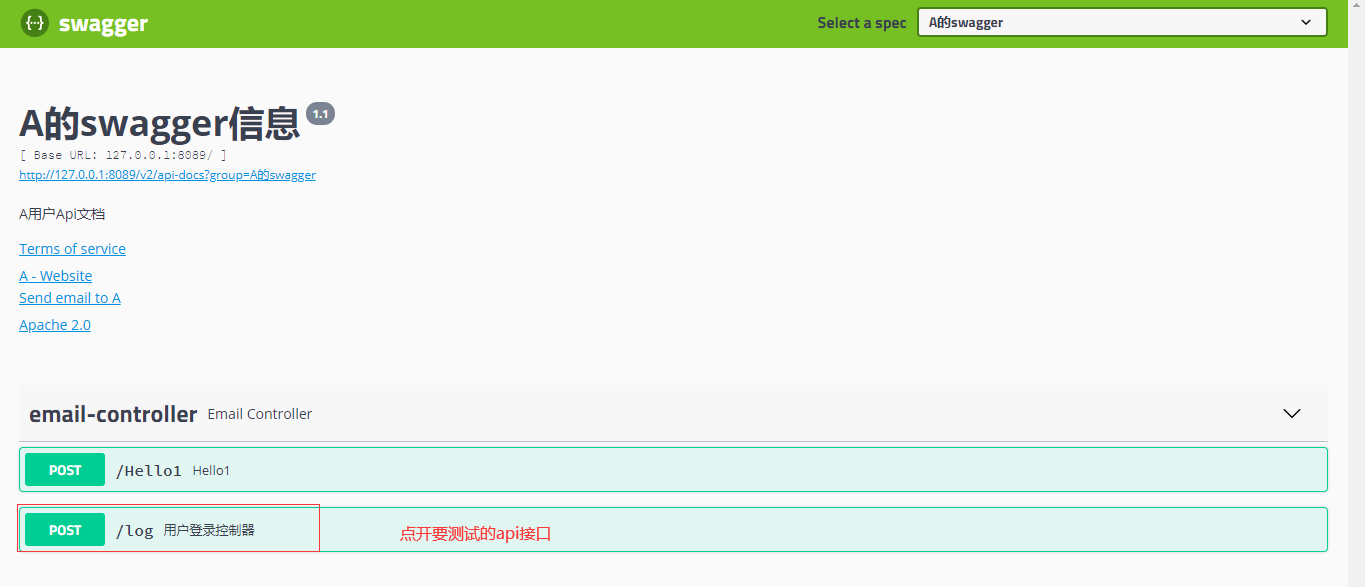 {···} swagger
Select a spec
A的swagger
A的swagger信息 1.1
[ Base URL: 127.0.0.1:8089/ ]
http://127.0.0.1:8089/v2/api-docs?group=A的swagger
A用户Api文档
Terms of service
A - Website
Send email to A
Apache 2.0
email-controller Email Controller
POST /Hello1 Hello1
POST /log 用户登录控制器 点开要测试的api接口